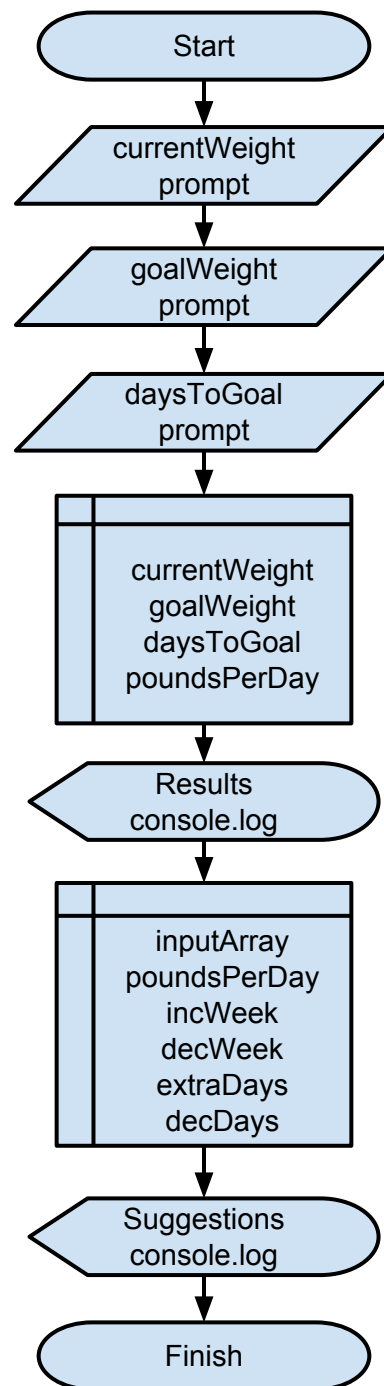 Start
currentWeight
prompt
goalWeight
prompt
daysToGoal
prompt
currentWeight
goalWeight
daysToGoal
poundsPerDay
Results
console.log
inputArray
poundsPerDay
incWeek
decWeek
extraDays
decDays
Suggestions
console.log
Finish